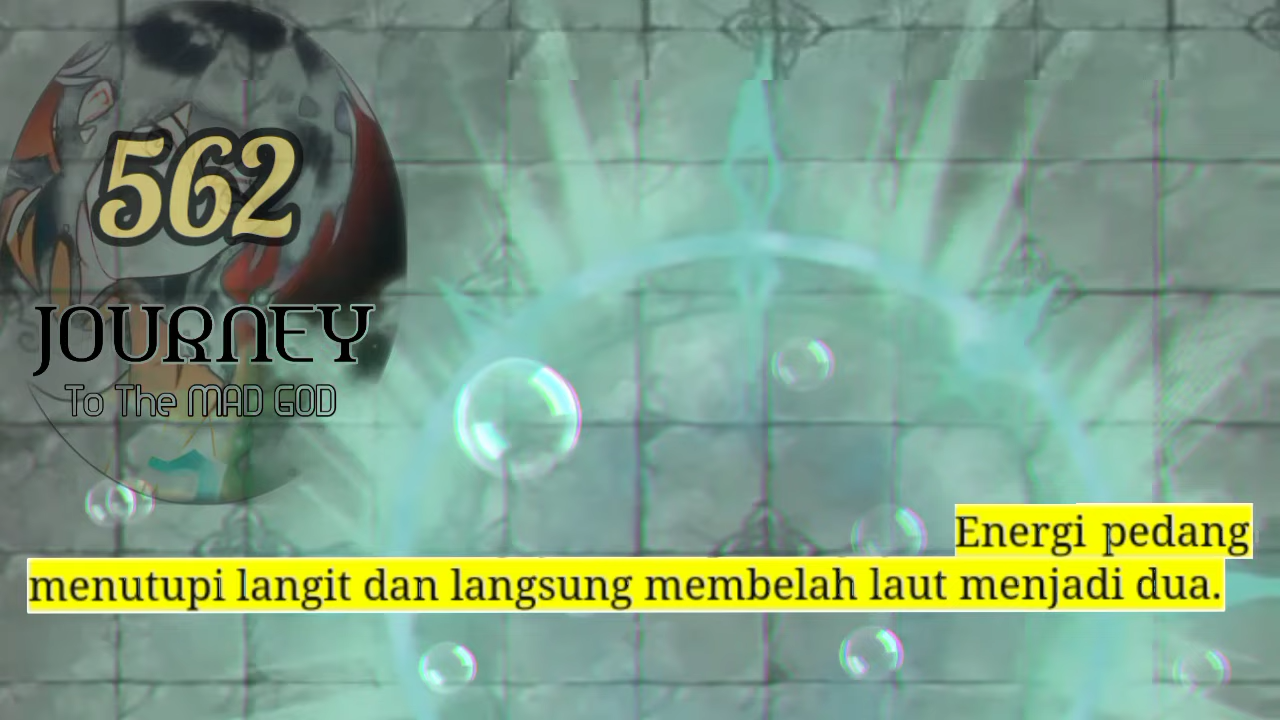 562
JOURNEY
To The MAD GOD
Energi pedang
menutupi langit dan langsung membelah laut menjadi dua.